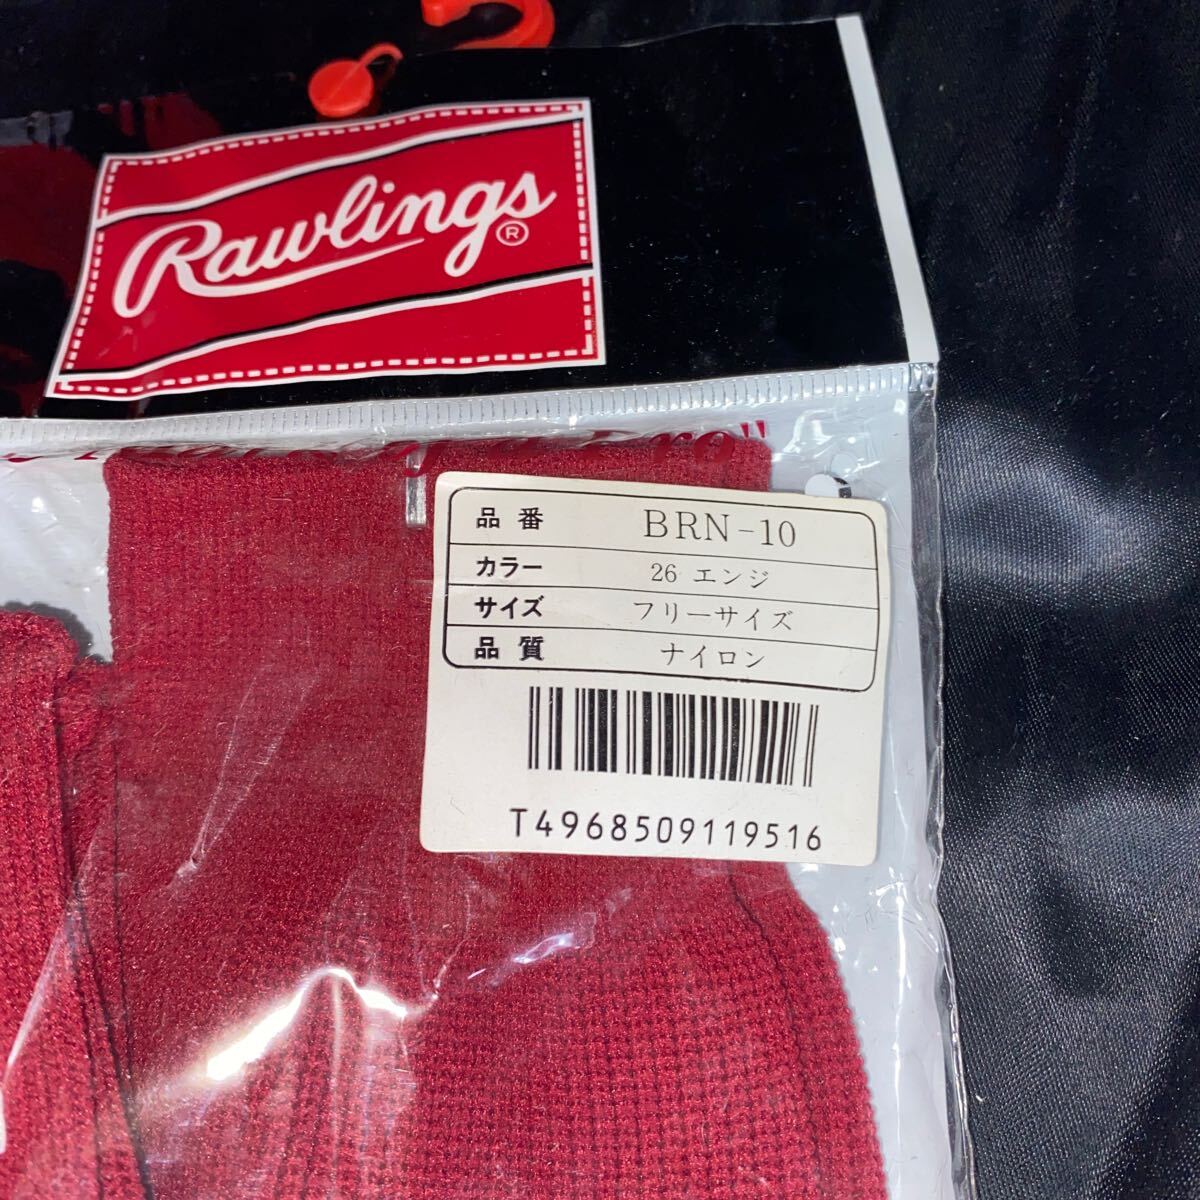 Rawlings®
品番 BRN-10
カラー 26 エンジ
サイズ フリーサイズ
品質 ナイロン
T4968509119516